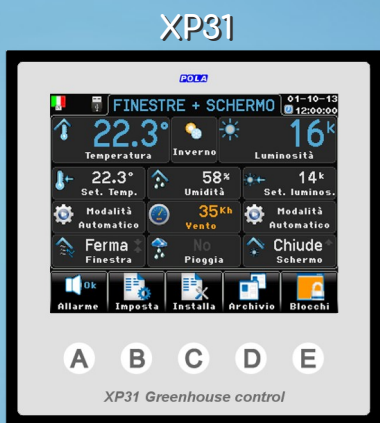 XP31
POLA
FINESTRE + SCHERMO 01-10-13
12:00:00
22.3° 16k
Temperatura Inverno Luminosità
22.3° 58% 14k
Set. Temp. Umidità Set. luminos.
Modalità 35Kh Modalità
Automatico Vento Automatico
Ferma No Chiude
Finestra Pioggia Schermo
Ok
Allarme Imposta Installa Archivio Blocchi
A B C D E
XP31 Greenhouse control